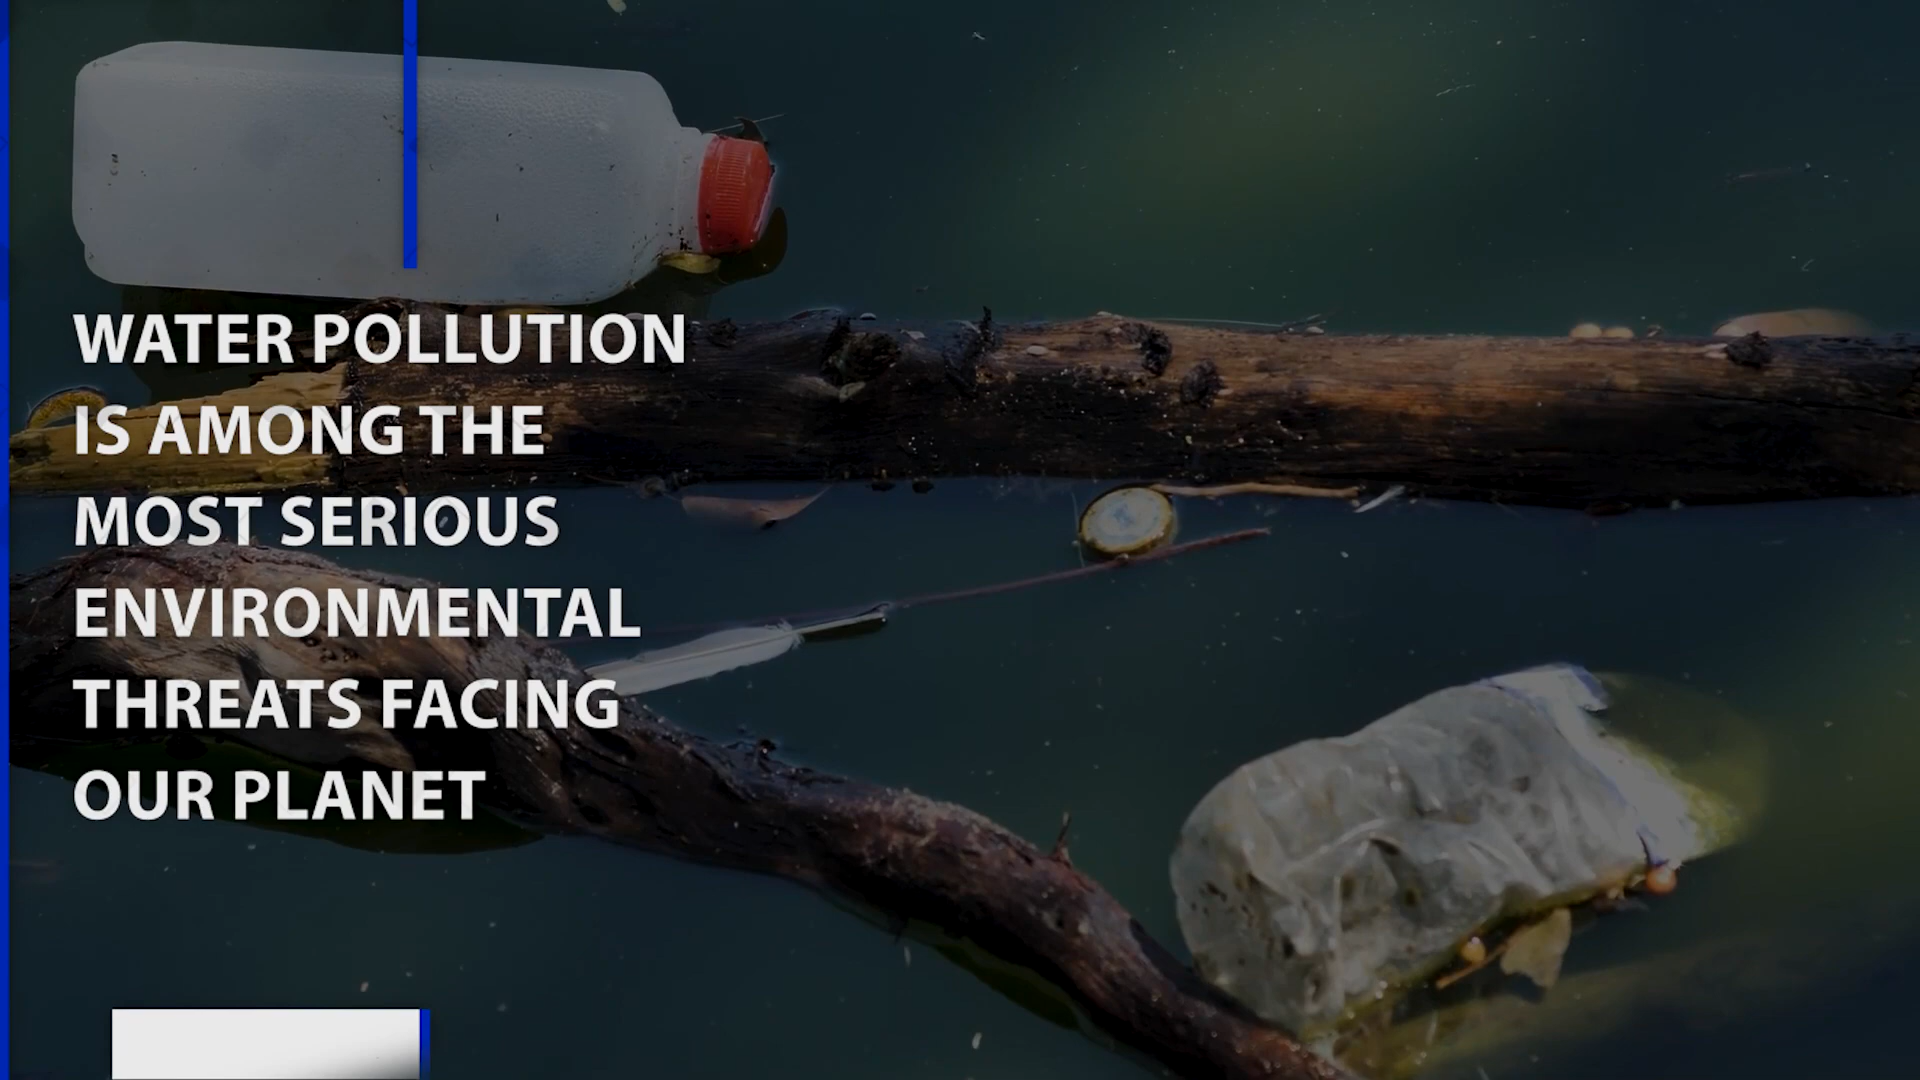 WATER POLLUTION
IS AMONG THE
MOST SERIOUS
ENVIRONMENTAL
THREATS FACING
OUR PLANET